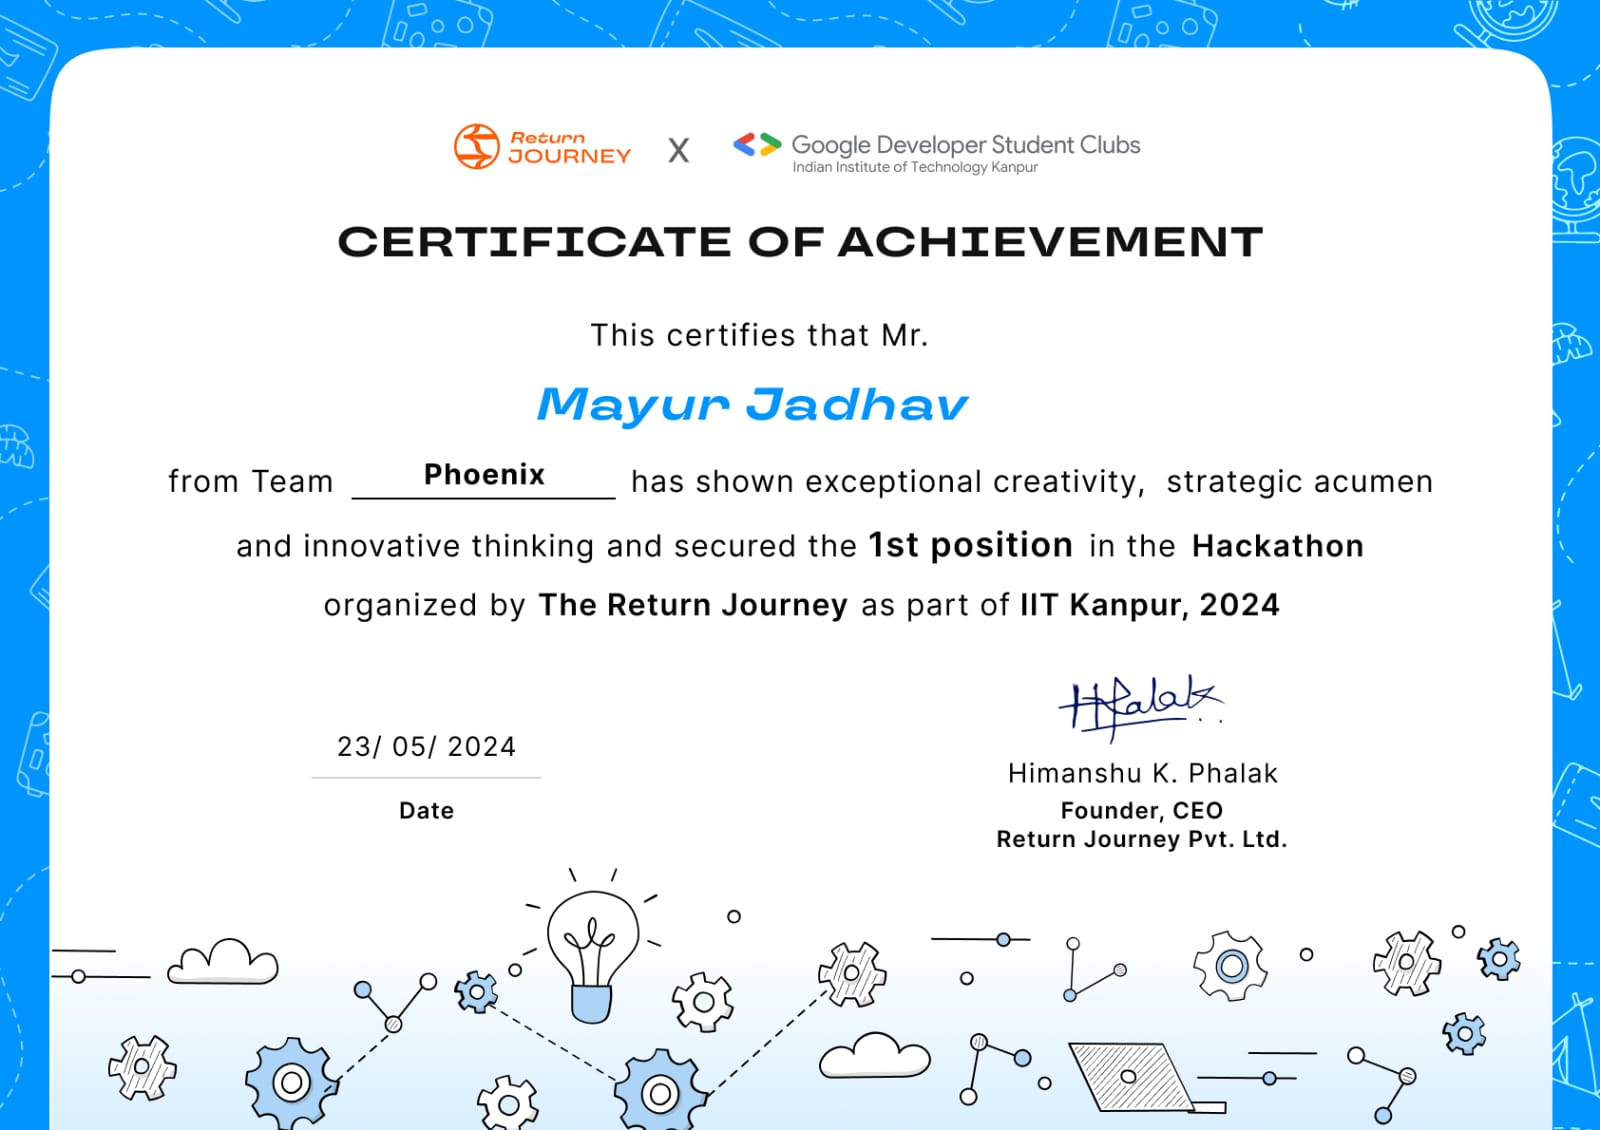 Return JOURNEY X Google Developer Student Clubs
Indian Institute of Technology Kanpur
CERTIFICATE OF ACHIEVEMENT
This certifies that Mr.
Mayur Jadhav
from Team Phoenix has shown exceptional creativity, strategic acumen
and innovative thinking and secured the 1st position in the Hackathon
organized by The Return Journey as part of IIT Kanpur, 2024
HPhalak
23/ 05/ 2024
Date
Himanshu K. Phalak
Founder, CEO
Return Journey Pvt. Ltd.